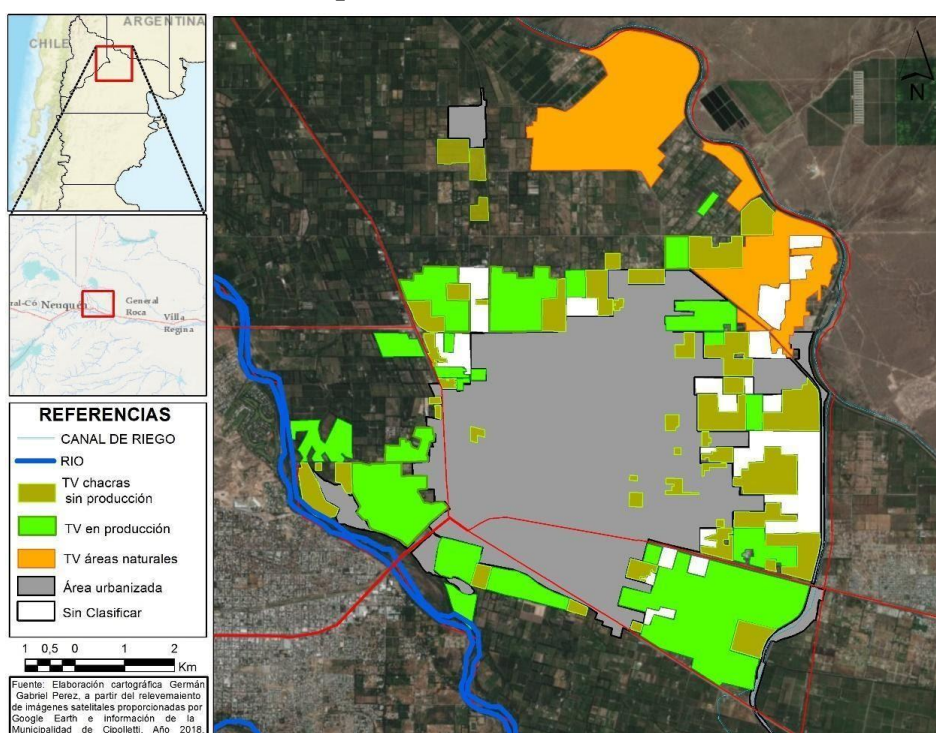 ARGENTINA
CHILE
ral-Có Neuquén
General
Roca
Villa
Regina
N
REFERENCIAS
CANAL DE RIEGO
RIO
TV chacras
sin producción
TV en producción
TV áreas naturales
Área urbanizada
Sin Clasificar
1 0,5 0 1 2
Km
Fuente: Elaboración cartográfica Germán
Gabriel Perez, a partir del relevemaiento
de imágenes satelitales proporcionadas por
Google Earth e información de la
Municipalidad de Cipolletti. Año 2018.